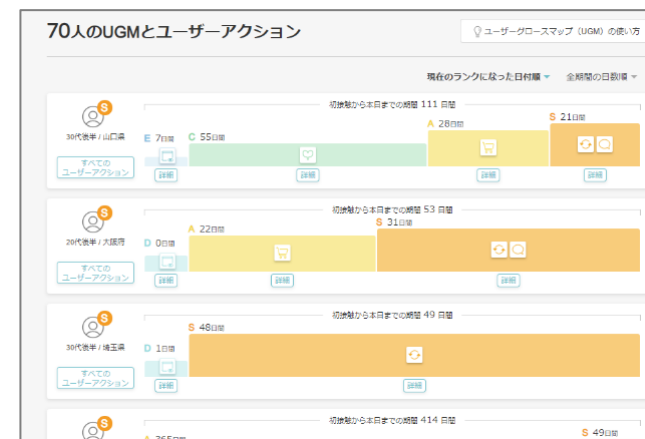 70人のUGMとユーザーアクション
ユーザーグロースマップ（UGM）の使い方
現在のランクになった日付順 全期間の日数順
初接触から本日までの期間 111 日間
S
30代後半 / 山口県
E 7日間 C 55日間 A 28日間 S 21日間
すべての
ユーザーアクション
詳細 詳細 詳細 詳細
初接触から本日までの期間 53 日間
S
20代後半 / 大阪府
D 0日間 A 22日間 S 31日間
すべての
ユーザーアクション
詳細 詳細 詳細
初接触から本日までの期間 49 日間
S
30代後半 / 埼玉県
D 1日間 S 48日間
すべての
ユーザーアクション
詳細 詳細
初接触から本日までの期間 414 日間
S
A 365日間 S 49日間